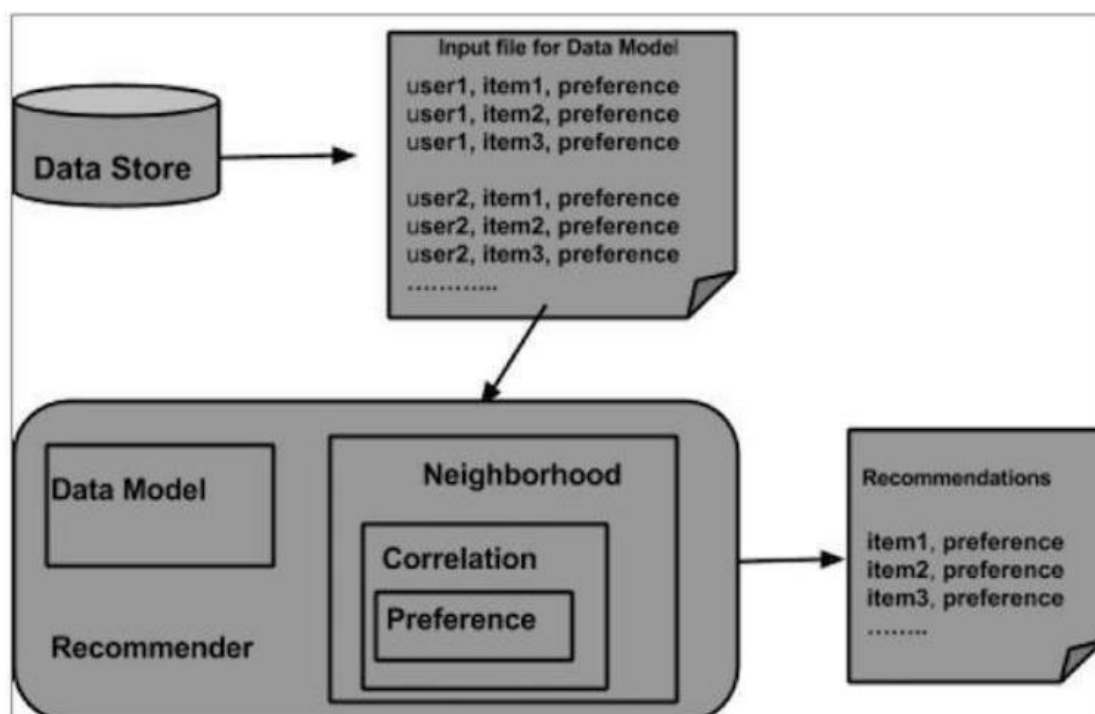 Data Store
Input file for Data Model
user1, item1, preference
user1, item2, preference
user1, item3, preference
user2, item1, preference
user2, item2, preference
user2, item3, preference
............
Data Model
Neighborhood
Correlation
Preference
Recommender
Recommendations
item1, preference
item2, preference
item3, preference
........